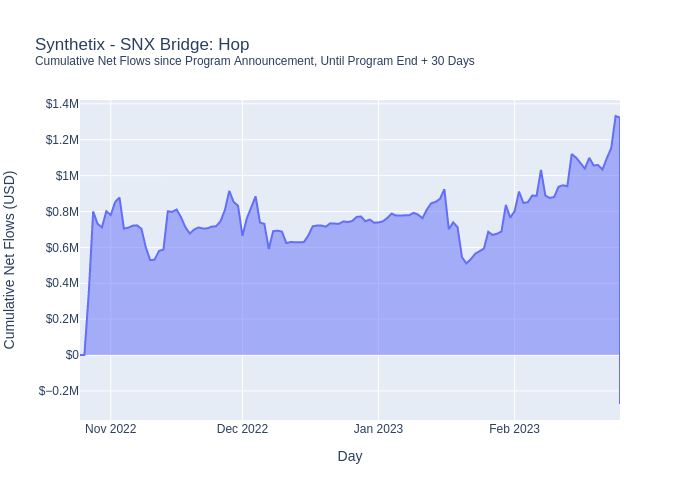 Synthetix - SNX Bridge: Hop
Cumulative Net Flows since Program Announcement, Until Program End + 30 Days
$1.4M
$1.2M
$1M
$0.8M
$0.6M
$0.4M
$0.2M
$0
$−0.2M
Cumulative Net Flows (USD)
Nov 2022
Dec 2022
Jan 2023
Feb 2023
Day